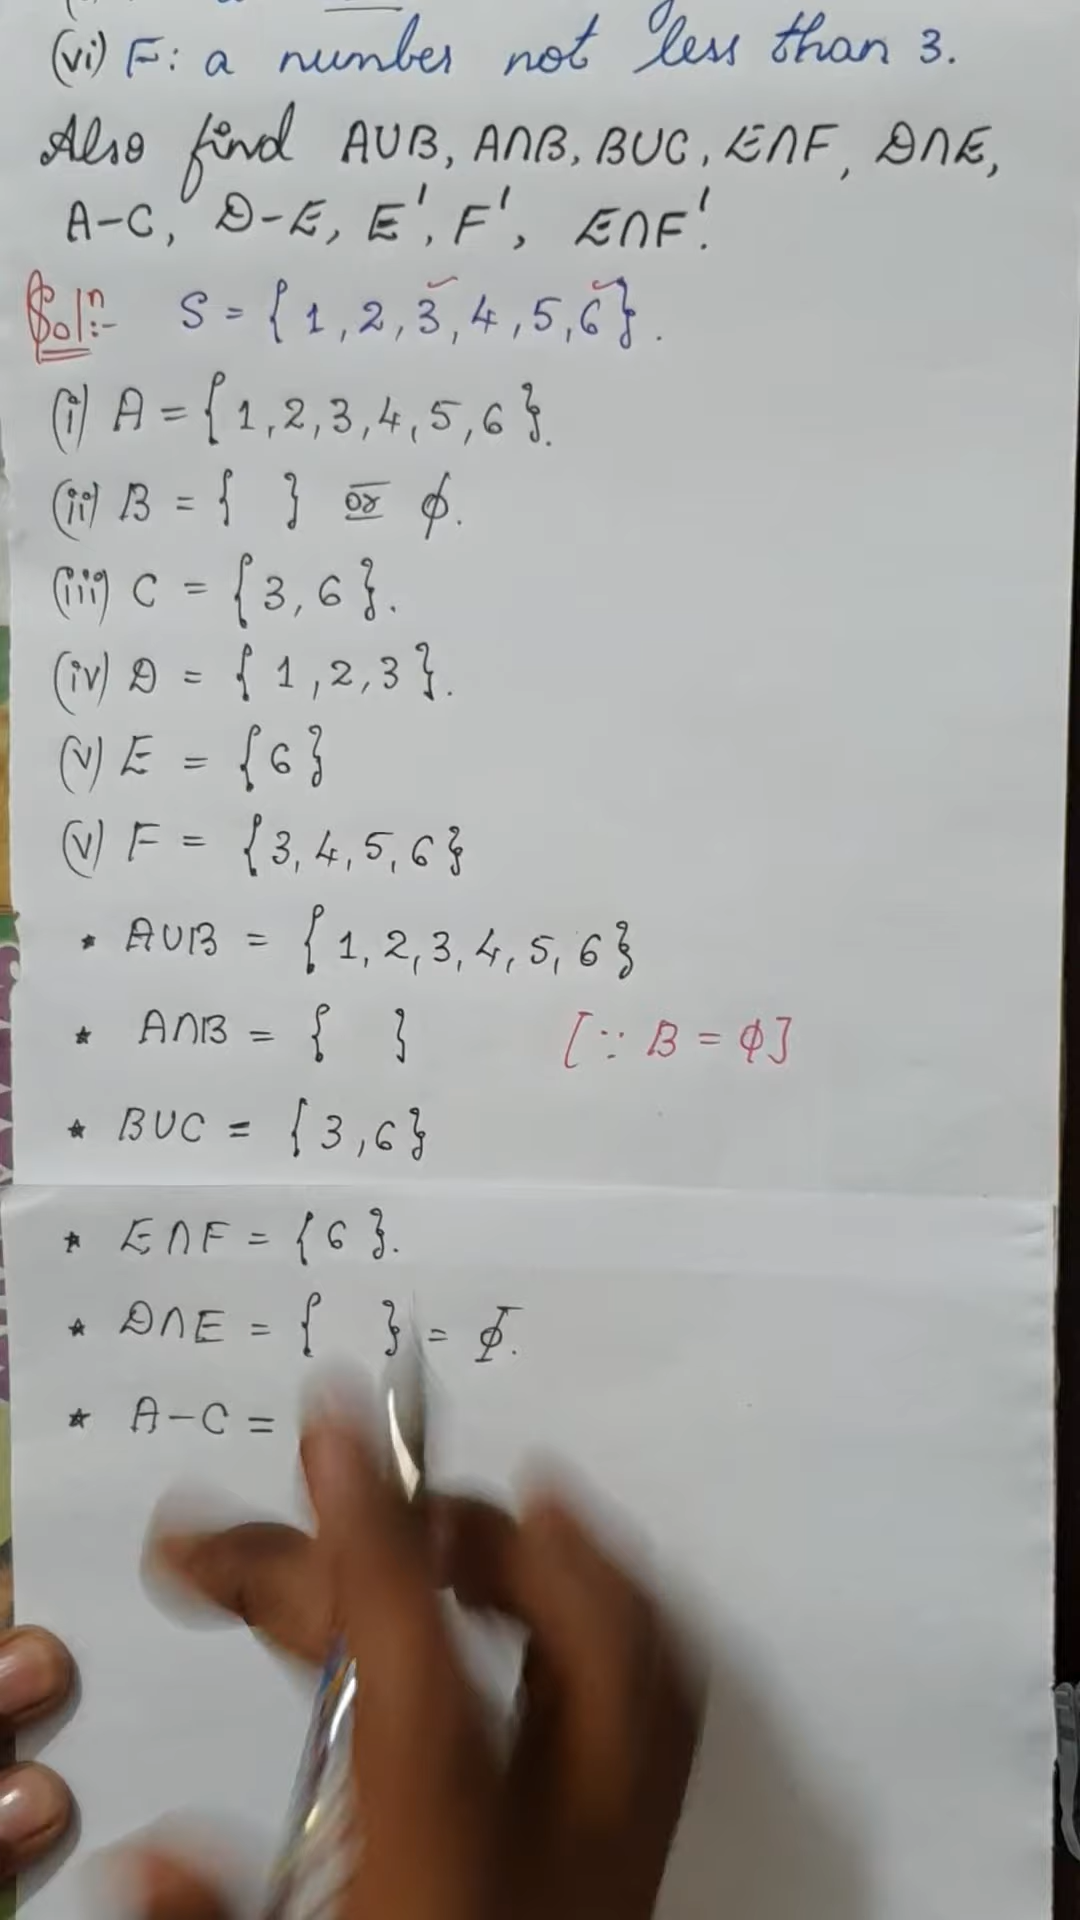 (vi) F: a number not less than 3.
Also find A∪B, A∩B, B∪C, E∩F, D∩E,
A-C, D-E, E', F', E∩F'.
Solⁿ:- S = {1, 2, 3, 4, 5, 6}.
(i) A = {1, 2, 3, 4, 5, 6}.
(ii) B = { } or ϕ.
(iii) C = {3, 6}.
(iv) D = {1, 2, 3}.
(v) E = {6}
(v) F = {3, 4, 5, 6}
* A∪B = {1, 2, 3, 4, 5, 6}
* A∩B = { } [∵ B = ϕ]
* B∪C = {3, 6}
* E∩F = {6}.
* D∩E = { } = ϕ.
* A-C =